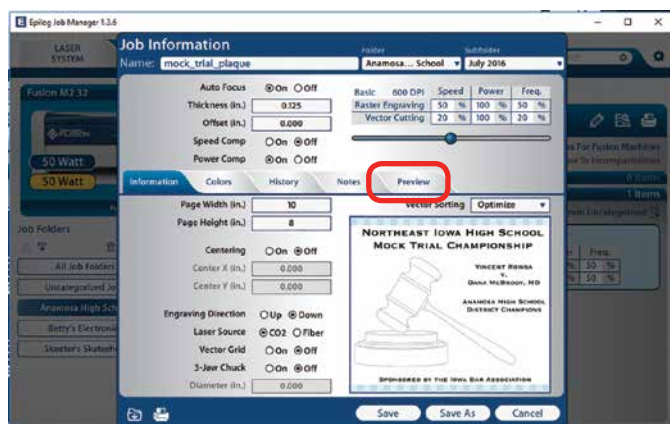 Epilog Job Manager 1.3.6
LASER
SYSTEM
Job Information
Folder
Subfolder
Name: mock_trial_plaque
Anamosa... School
July 2016
Auto Focus On Off
Thickness (in.) 0.125
Offset (in.) 0.000
Speed Comp On Off
Power Comp On Off
Basic 600 DPI Speed Power Freq.
Raster Engraving 50 % 100 % 50 %
Vector Cutting 20 % 100 % 20 %
Fusion M2 32
EPILOG
50 Watt
50 Watt
Information Colors History Notes Preview
Page Width (in.) 10
Page Height (in.) 8
Vector Sorting Optimize
Centering On Off
Center X (in.) 0.000
Center Y (in.) 0.000
Engraving Direction Up Down
Laser Source CO2 Fiber
Vector Grid On Off
3-Jaw Chuck On Off
Diameter (in.) 0.000
Northeast Iowa High School
Mock Trial Championship
v.
Dana McBrody, MD
Anamosa High School
District Champions
Sponsored by the Iowa Bar Association
Job Folders
All Job Folders
Uncategorized Jo
Anamosa High Sch
Betty's Electroni
Skeeter's Skatesh
For Fusion Machines
0 Items
1 Items
Freq.
% 50 %
% 50 %
Save Save As Cancel